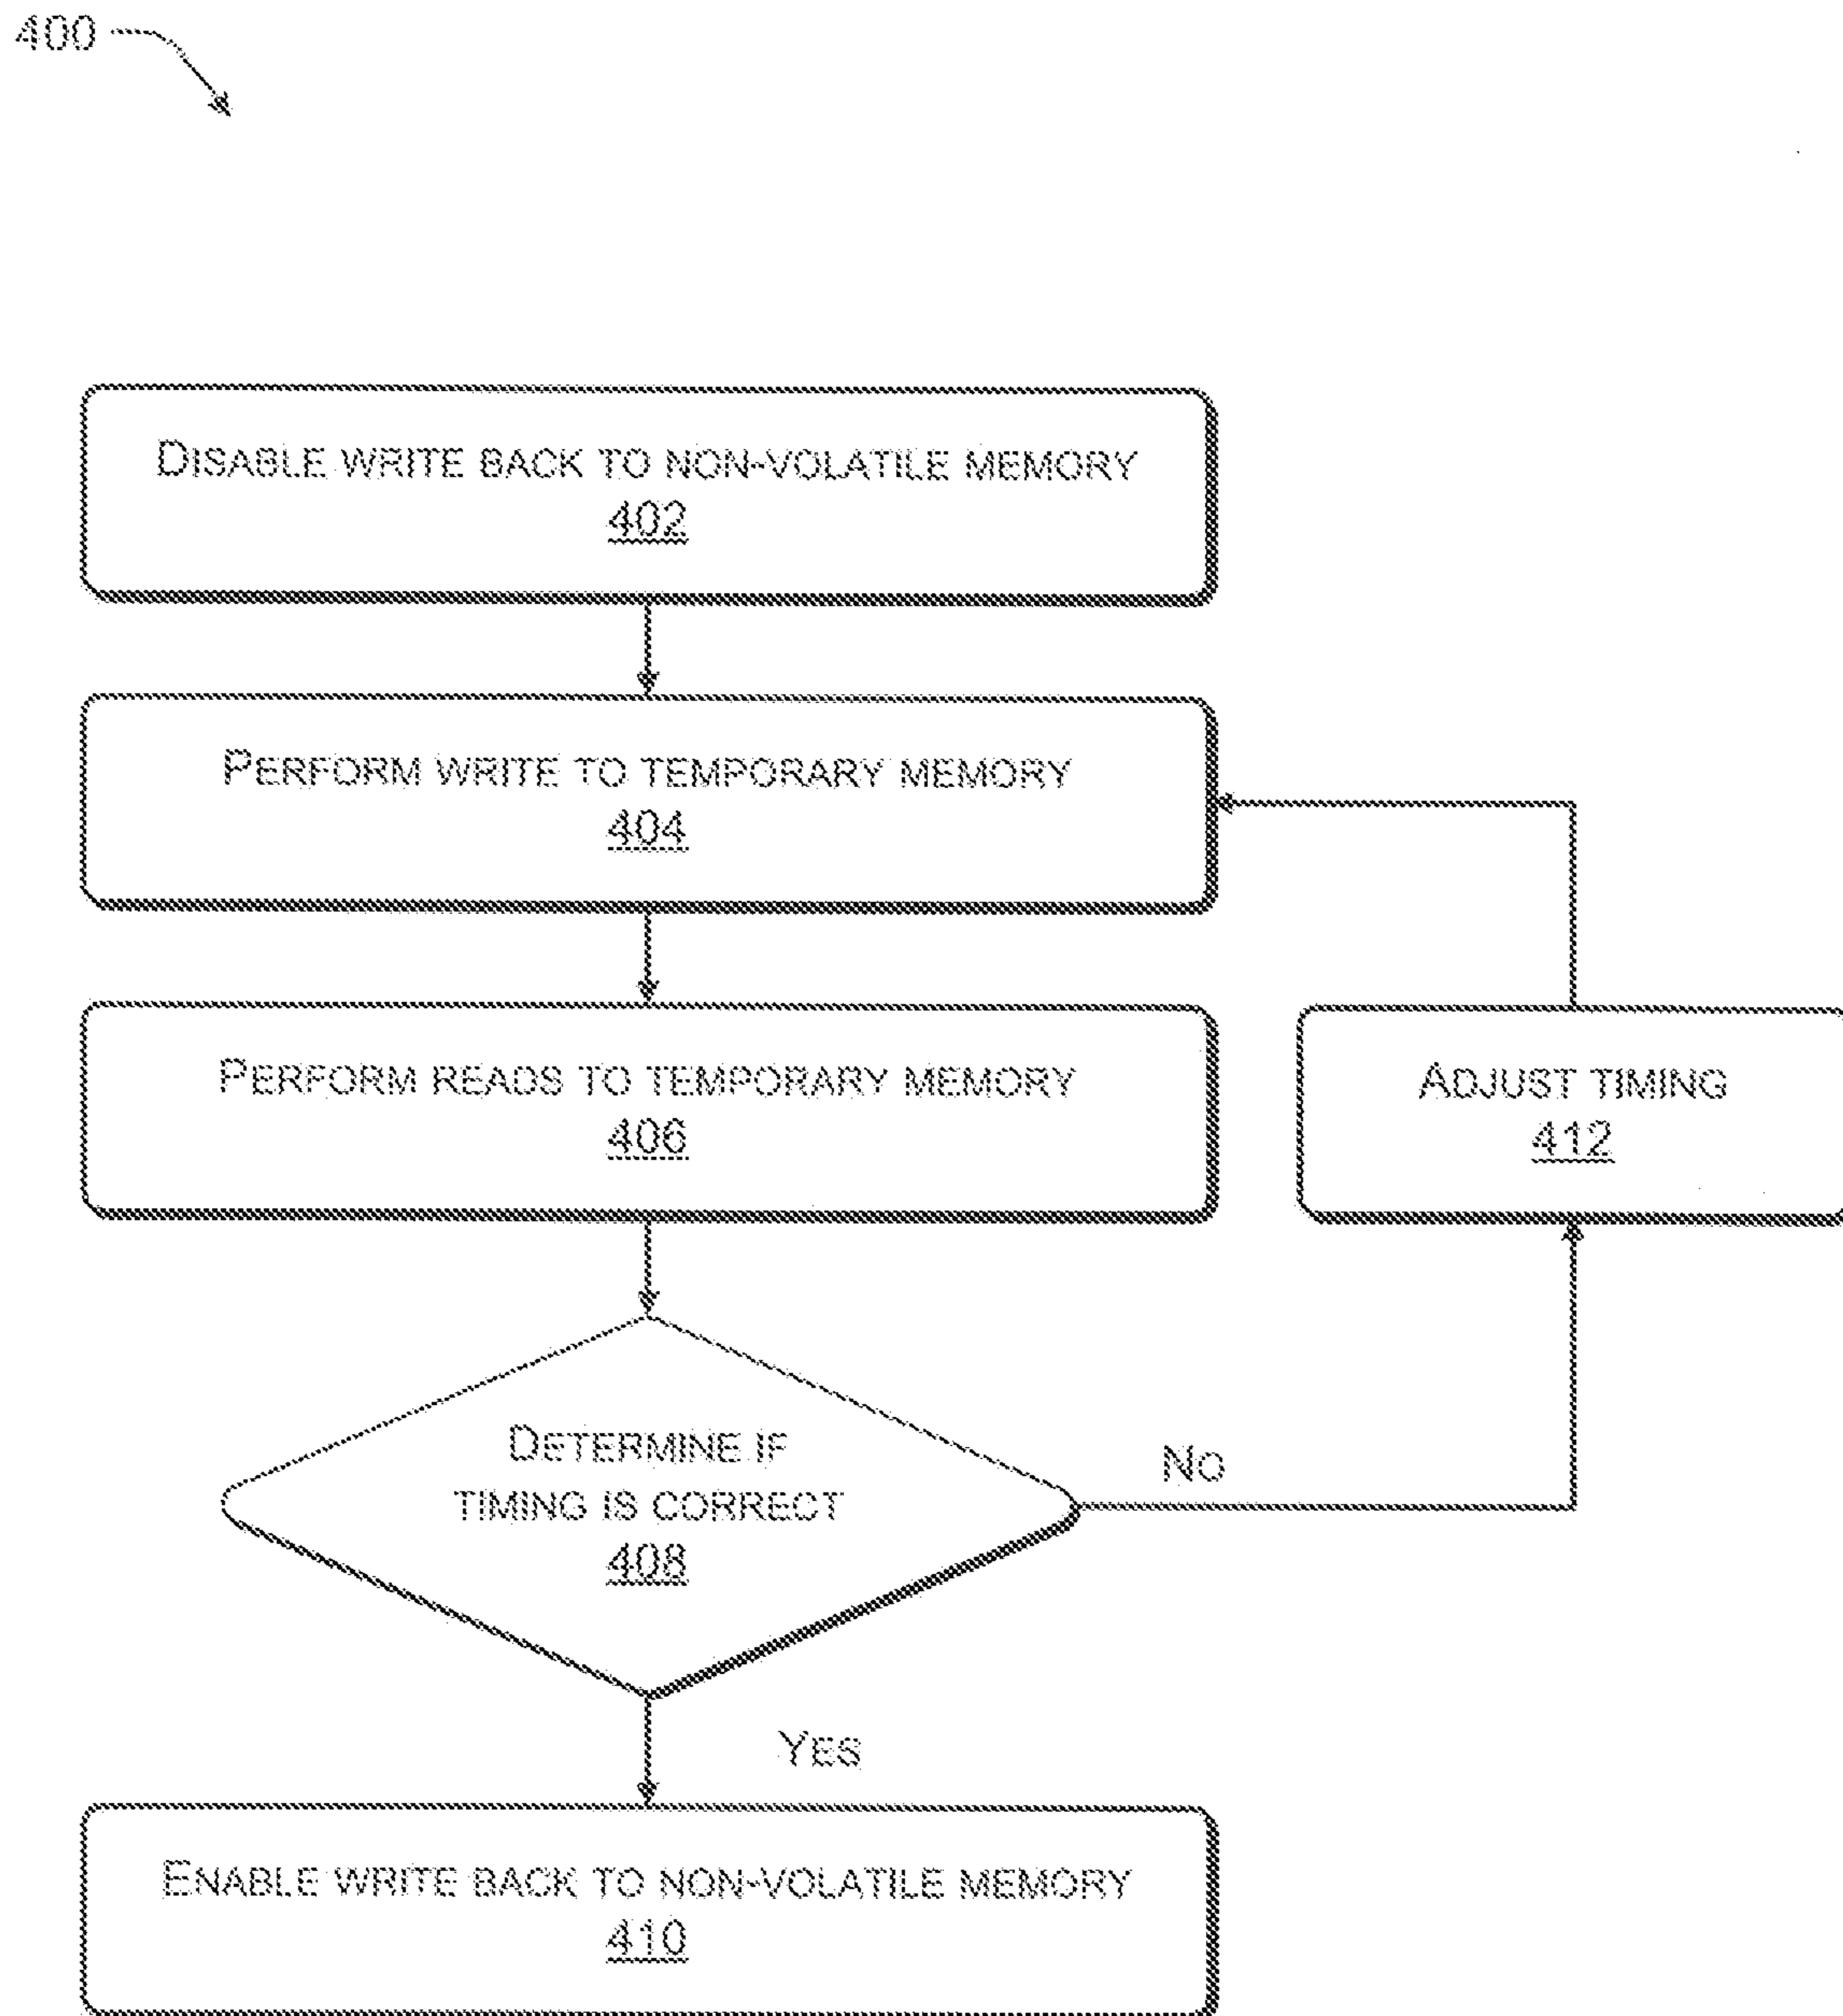 400
DISABLE WRITE BACK TO NON-VOLATILE MEMORY
402
PERFORM WRITE TO TEMPORARY MEMORY
404
PERFORM READS TO TEMPORARY MEMORY
406
ADJUST TIMING
412
DETERMINE IF
TIMING IS CORRECT
408
NO
YES
ENABLE WRITE BACK TO NON-VOLATILE MEMORY
410